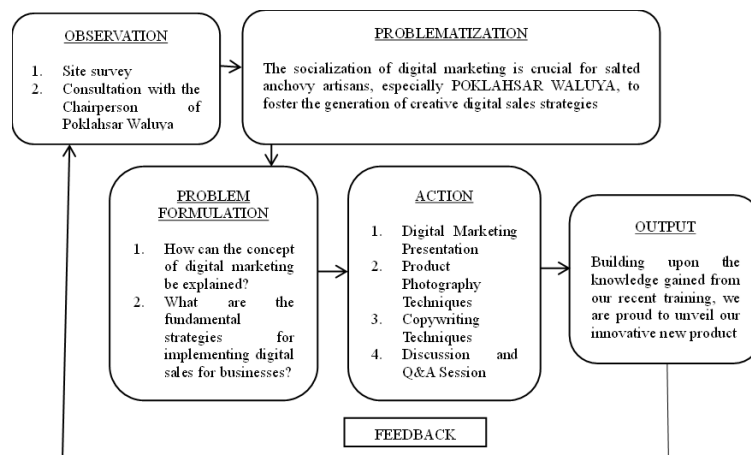 OBSERVATION
1. Site survey
2. Consultation with the
Chairperson of
Poklahsar Waluya
PROBLEMATIZATION
The socialization of digital marketing is crucial for salted
anchovy artisans, especially POKLAHSAR WALUYA, to
foster the generation of creative digital sales strategies
PROBLEM
FORMULATION
1. How can the concept
of digital marketing
be explained?
2. What are the
fundamental
strategies for
implementing digital
sales for businesses?
ACTION
1. Digital Marketing
Presentation
2. Product
Photography
Techniques
3. Copywriting
Techniques
4. Discussion and
Q&A Session
OUTPUT
Building upon the
knowledge gained from
our recent training, we
are proud to unveil our
innovative new product
FEEDBACK